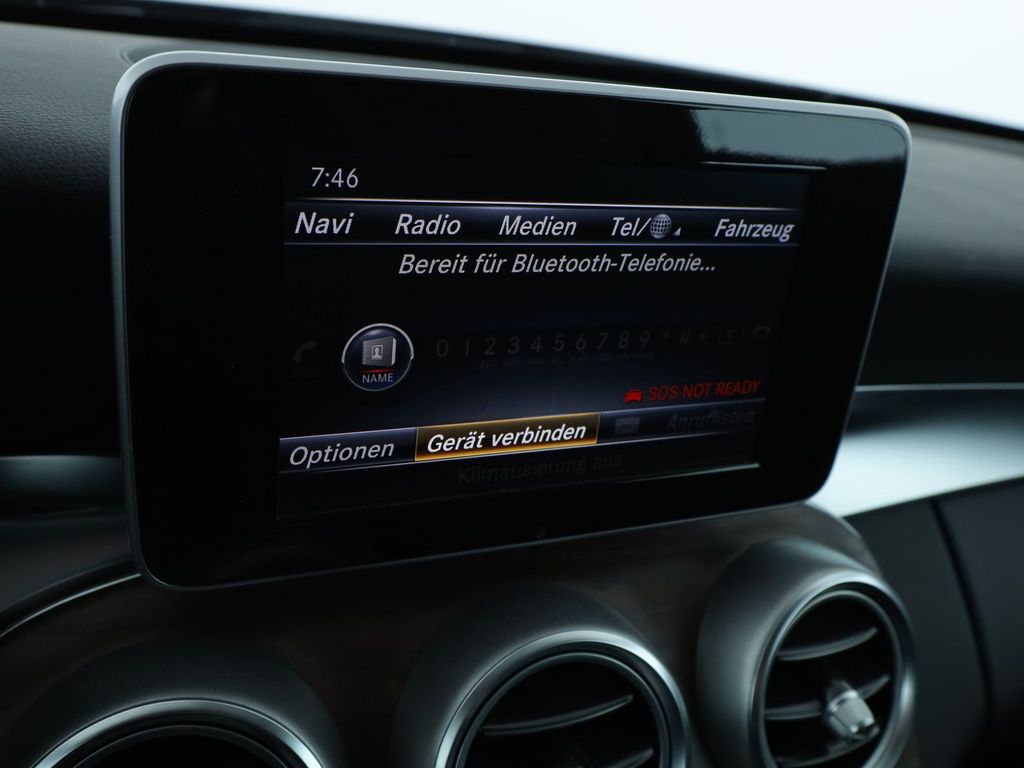 7:46
Navi Radio Medien Tel/ Fahrzeug
Bereit für Bluetooth-Telefonie...
0 1 2 3 4 5 6 7 8 9 * # +
NAME
SOS NOT READY
Optionen Gerät verbinden Anruflisten
Klimatisierung aus